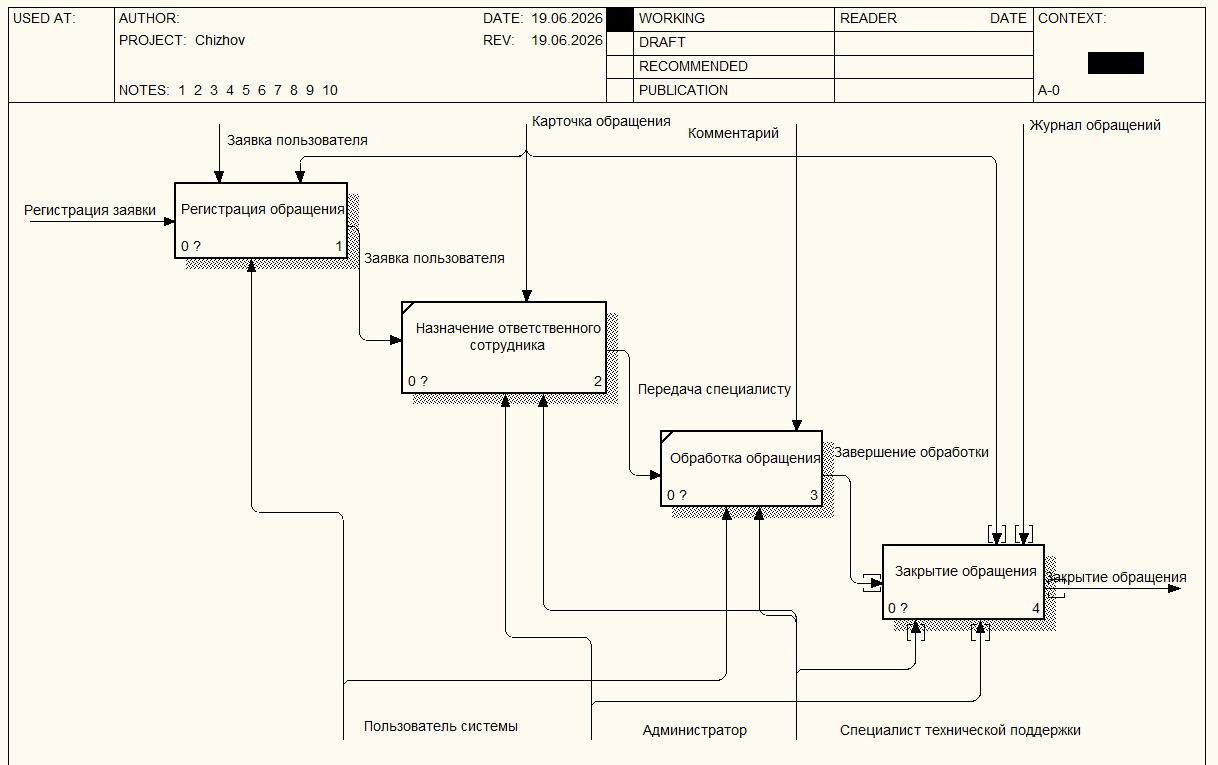 USED AT:
AUTHOR:
DATE: 19.06.2026
WORKING
READER
DATE
CONTEXT:
PROJECT: Chizhov
REV: 19.06.2026
DRAFT
RECOMMENDED
NOTES: 1 2 3 4 5 6 7 8 9 10
PUBLICATION
A-0
Карточка обращения
Журнал обращений
Комментарий
Заявка пользователя
Регистрация заявки
Регистрация обращения
0 ?
1
Заявка пользователя
Назначение ответственного
сотрудника
0 ?
2
Передача специалисту
Завершение обработки
Обработка обращения
0 ?
3
Закрытие обращения
Закрытие обращения
0 ?
4
Пользователь системы
Администратор
Специалист технической поддержки